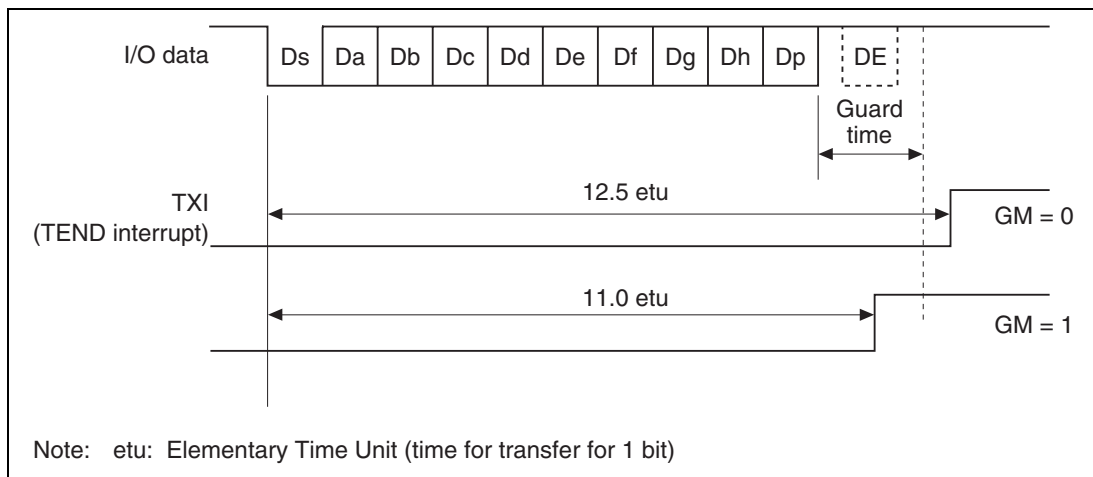 I/O data
Ds Da Db Dc Dd De Df Dg Dh Dp DE
Guard
time
12.5 etu
TXI
(TEND interrupt)
GM = 0
11.0 etu
GM = 1
Note: etu: Elementary Time Unit (time for transfer for 1 bit)